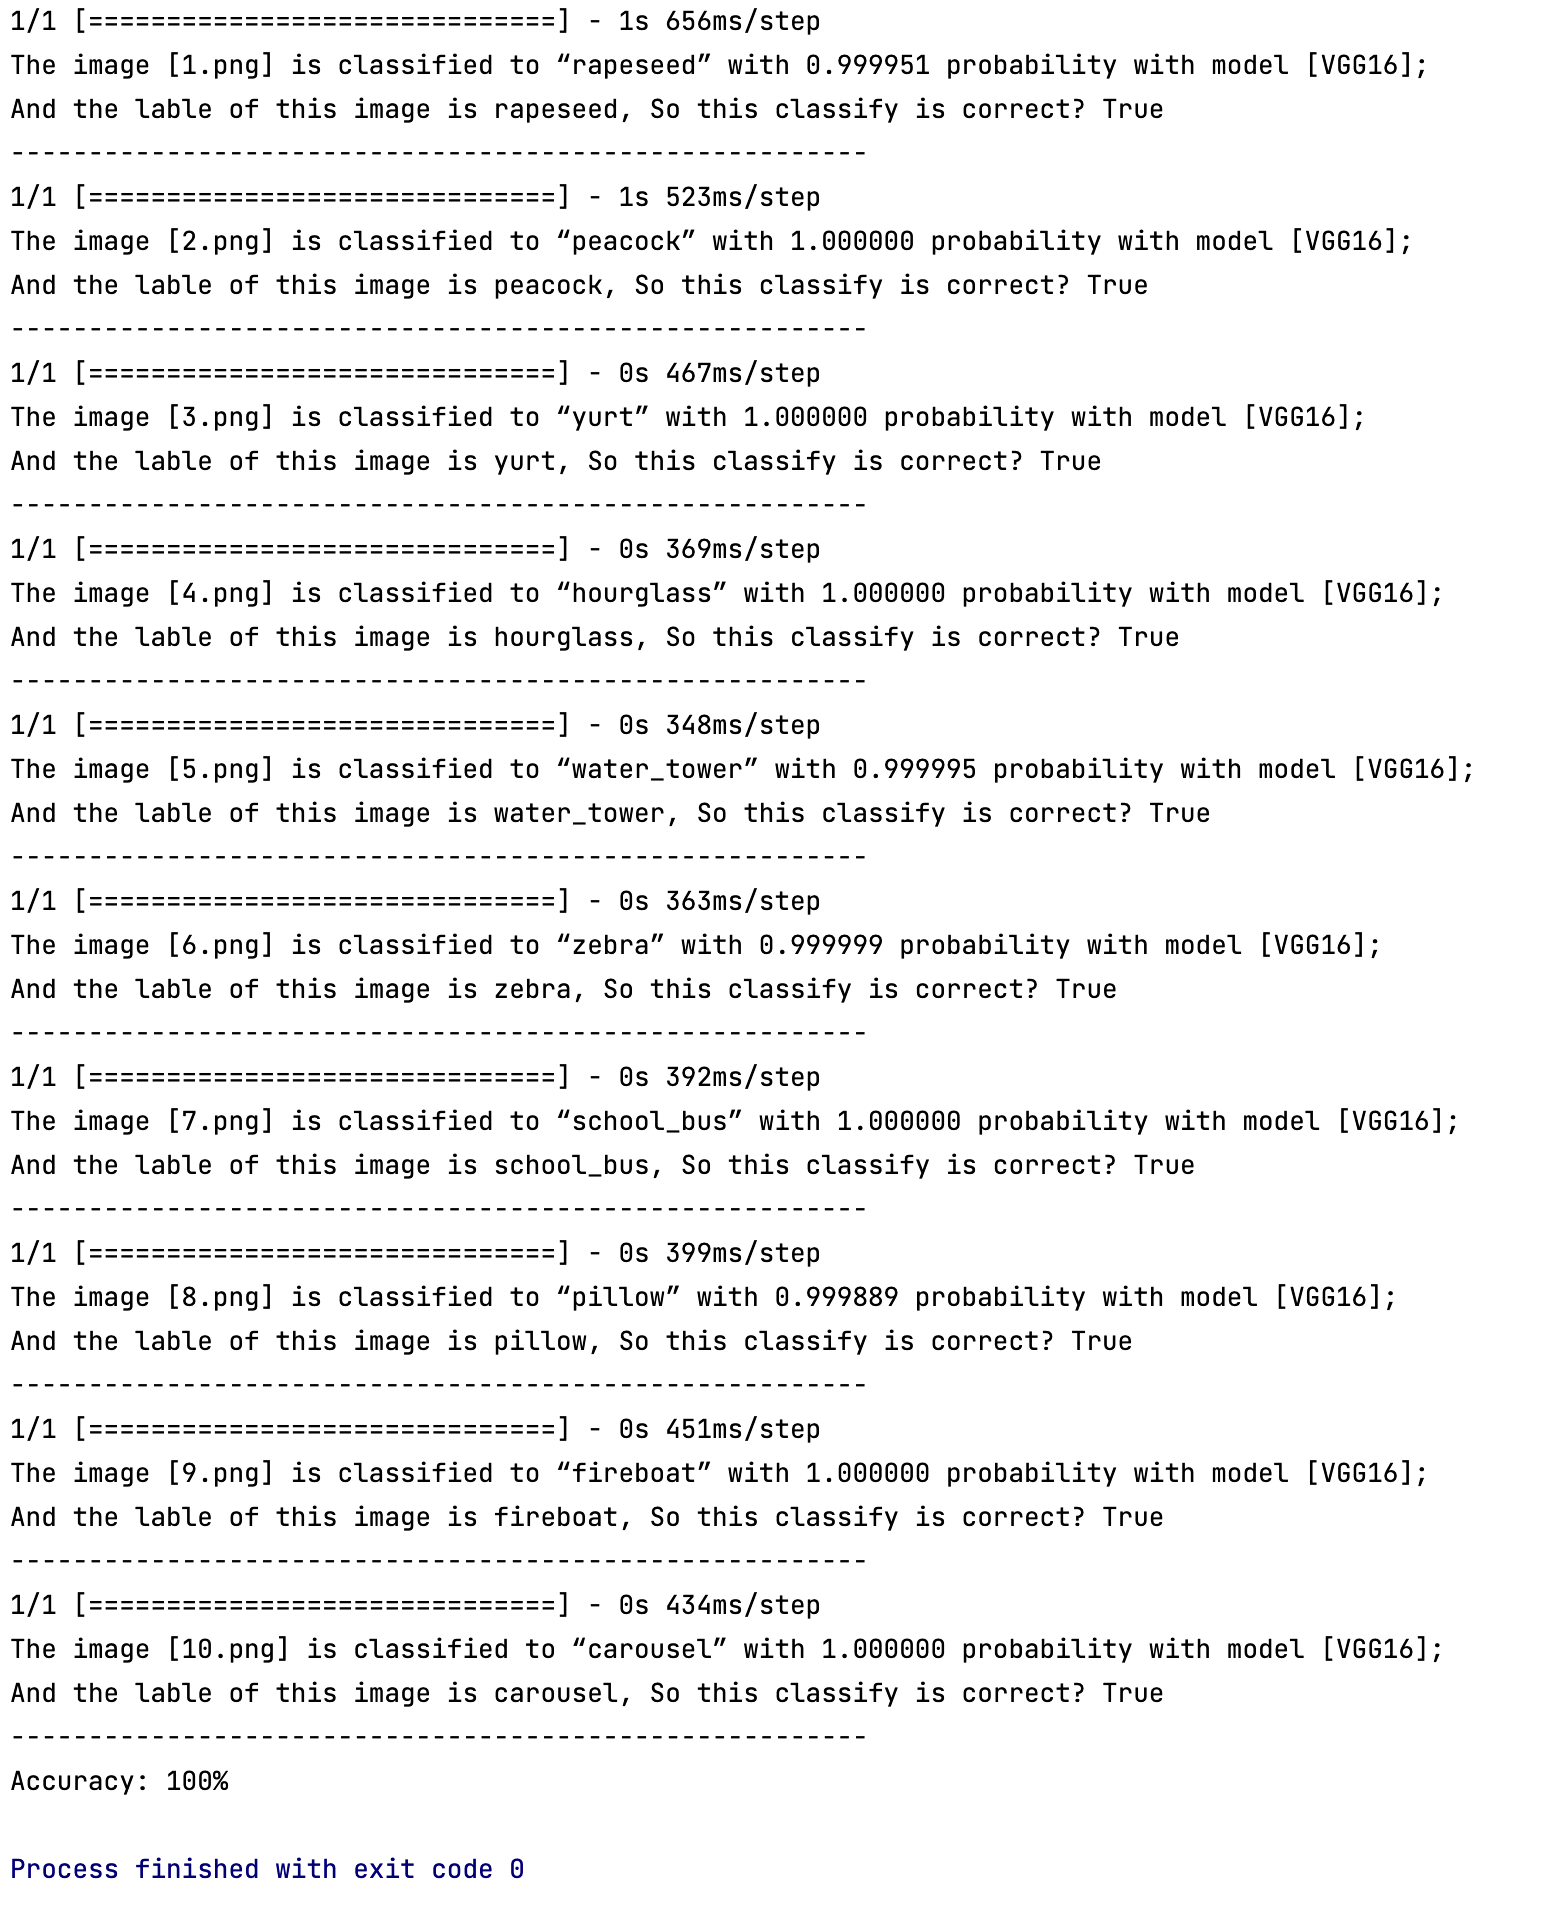 1/1 [==============================] - 1s 656ms/step
The image [1.png] is classified to “rapeseed” with 0.999951 probability with model [VGG16];
And the lable of this image is rapeseed, So this classify is correct? True
-------------------------------------------------------
1/1 [==============================] - 1s 523ms/step
The image [2.png] is classified to “peacock” with 1.000000 probability with model [VGG16];
And the lable of this image is peacock, So this classify is correct? True
-------------------------------------------------------
1/1 [==============================] - 0s 467ms/step
The image [3.png] is classified to “yurt” with 1.000000 probability with model [VGG16];
And the lable of this image is yurt, So this classify is correct? True
-------------------------------------------------------
1/1 [==============================] - 0s 369ms/step
The image [4.png] is classified to “hourglass” with 1.000000 probability with model [VGG16];
And the lable of this image is hourglass, So this classify is correct? True
-------------------------------------------------------
1/1 [==============================] - 0s 348ms/step
The image [5.png] is classified to “water_tower” with 0.999995 probability with model [VGG16];
And the lable of this image is water_tower, So this classify is correct? True
-------------------------------------------------------
1/1 [==============================] - 0s 363ms/step
The image [6.png] is classified to “zebra” with 0.999999 probability with model [VGG16];
And the lable of this image is zebra, So this classify is correct? True
-------------------------------------------------------
1/1 [==============================] - 0s 392ms/step
The image [7.png] is classified to “school_bus” with 1.000000 probability with model [VGG16];
And the lable of this image is school_bus, So this classify is correct? True
-------------------------------------------------------
1/1 [==============================] - 0s 399ms/step
The image [8.png] is classified to “pillow” with 0.999889 probability with model [VGG16];
And the lable of this image is pillow, So this classify is correct? True
-------------------------------------------------------
1/1 [==============================] - 0s 451ms/step
The image [9.png] is classified to “fireboat” with 1.000000 probability with model [VGG16];
And the lable of this image is fireboat, So this classify is correct? True
-------------------------------------------------------
1/1 [==============================] - 0s 434ms/step
The image [10.png] is classified to “carousel” with 1.000000 probability with model [VGG16];
And the lable of this image is carousel, So this classify is correct? True
-------------------------------------------------------
Accuracy: 100%
Process finished with exit code 0